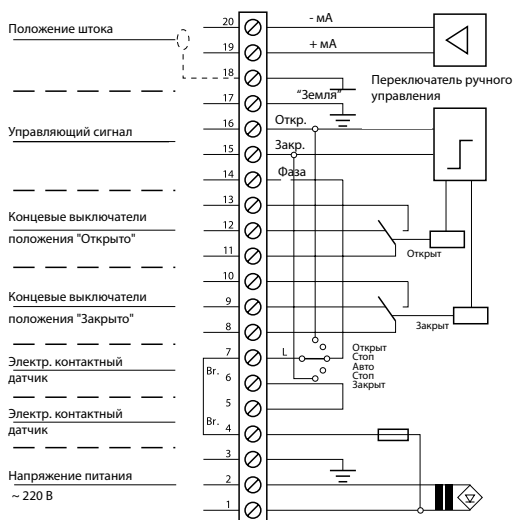 Положение штока
Управляющий сигнал
Концевые выключатели
положения "Открыто"
Концевые выключатели
положения "Закрыто"
Электр. контактный
датчик
Электр. контактный
датчик
Напряжение питания
~ 220 В
20
19
18
17
16
15
14
13
12
11
10
9
8
7
6
5
4
3
2
1
Br.
Br.
- мА
+ мА
"Земля"
Откр.
Закр.
Фаза
L
Переключатель ручного
управления
Открыт
Закрыт
Открыт
Стоп
Авто
Стоп
Закрыт